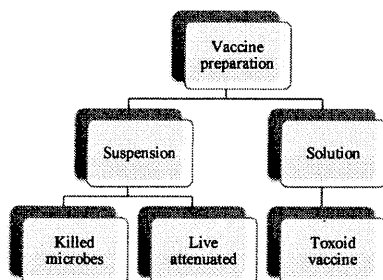 Vaccine
preparation
Suspension
Solution
Killed
microbes
Live
attenuated
Toxoid
vaccine